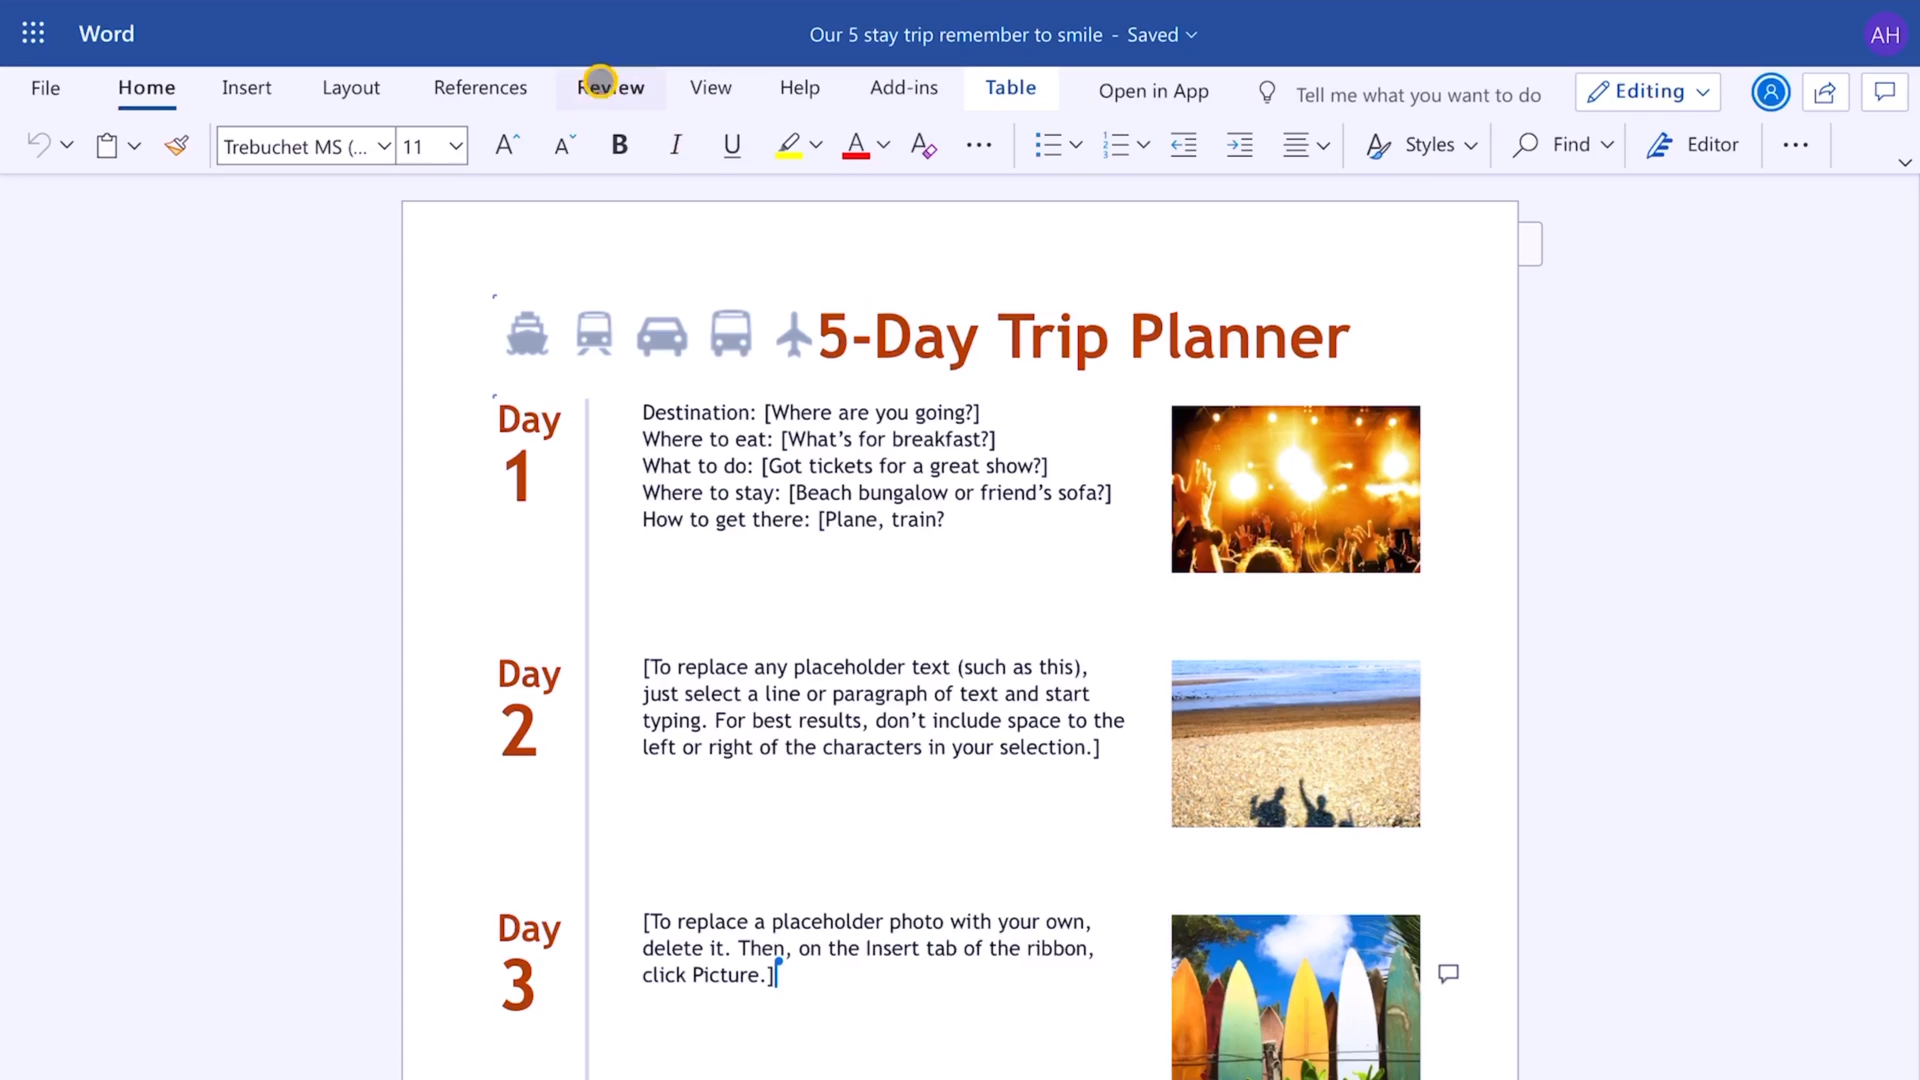 Word
Our 5 stay trip remember to smile - Saved
AH
File Home Insert Layout References Review View Help Add-ins Table Open in App Tell me what you want to do Editing
Trebuchet MS (... 11 A A B I U A A Styles Find Editor
5-Day Trip Planner
Day
1
Destination: [Where are you going?]
Where to eat: [What’s for breakfast?]
What to do: [Got tickets for a great show?]
Where to stay: [Beach bungalow or friend’s sofa?]
How to get there: [Plane, train?
Day
2
[To replace any placeholder text (such as this),
just select a line or paragraph of text and start
typing. For best results, don’t include space to the
left or right of the characters in your selection.]
Day
3
[To replace a placeholder photo with your own,
delete it. Then, on the Insert tab of the ribbon,
click Picture.]